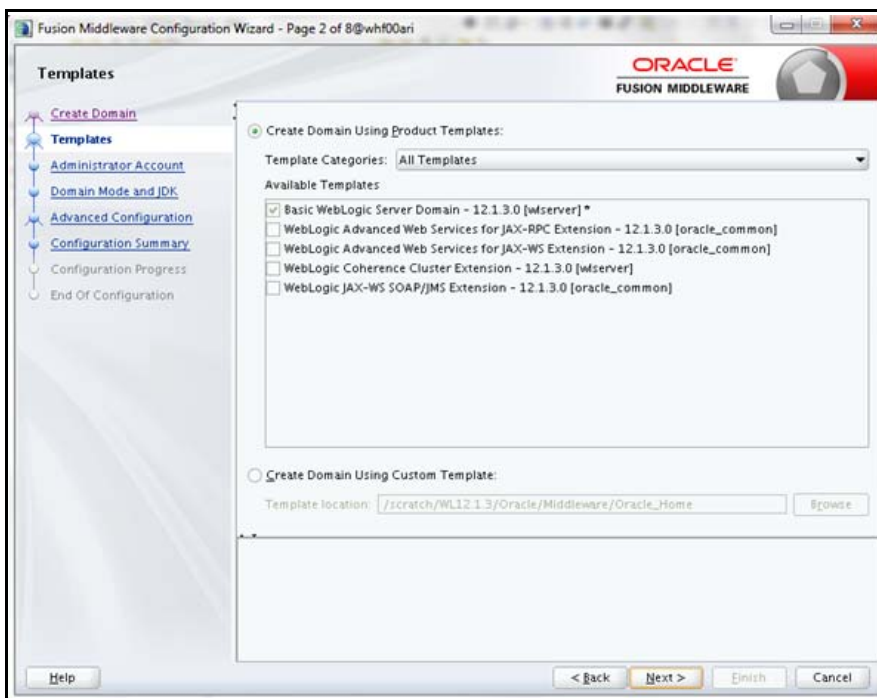 Fusion Middleware Configuration Wizard - Page 2 of 8@whf00ari
Templates
ORACLE
FUSION MIDDLEWARE
Create Domain
Templates
Administrator Account
Domain Mode and JDK
Advanced Configuration
Configuration Summary
Configuration Progress
End Of Configuration
Create Domain Using Product Templates:
Template Categories: All Templates
Available Templates
Basic WebLogic Server Domain - 12.1.3.0 [wlserver] *
WebLogic Advanced Web Services for JAX-RPC Extension - 12.1.3.0 [oracle_common]
WebLogic Advanced Web Services for JAX-WS Extension - 12.1.3.0 [oracle_common]
WebLogic Coherence Cluster Extension - 12.1.3.0 [wlserver]
WebLogic JAX-WS SOAP/JMS Extension - 12.1.3.0 [oracle_common]
Create Domain Using Custom Template:
Template location: /scratch/WL12.1.3/Oracle/Middleware/Oracle_Home Browse
Help < Back Next > Finish Cancel